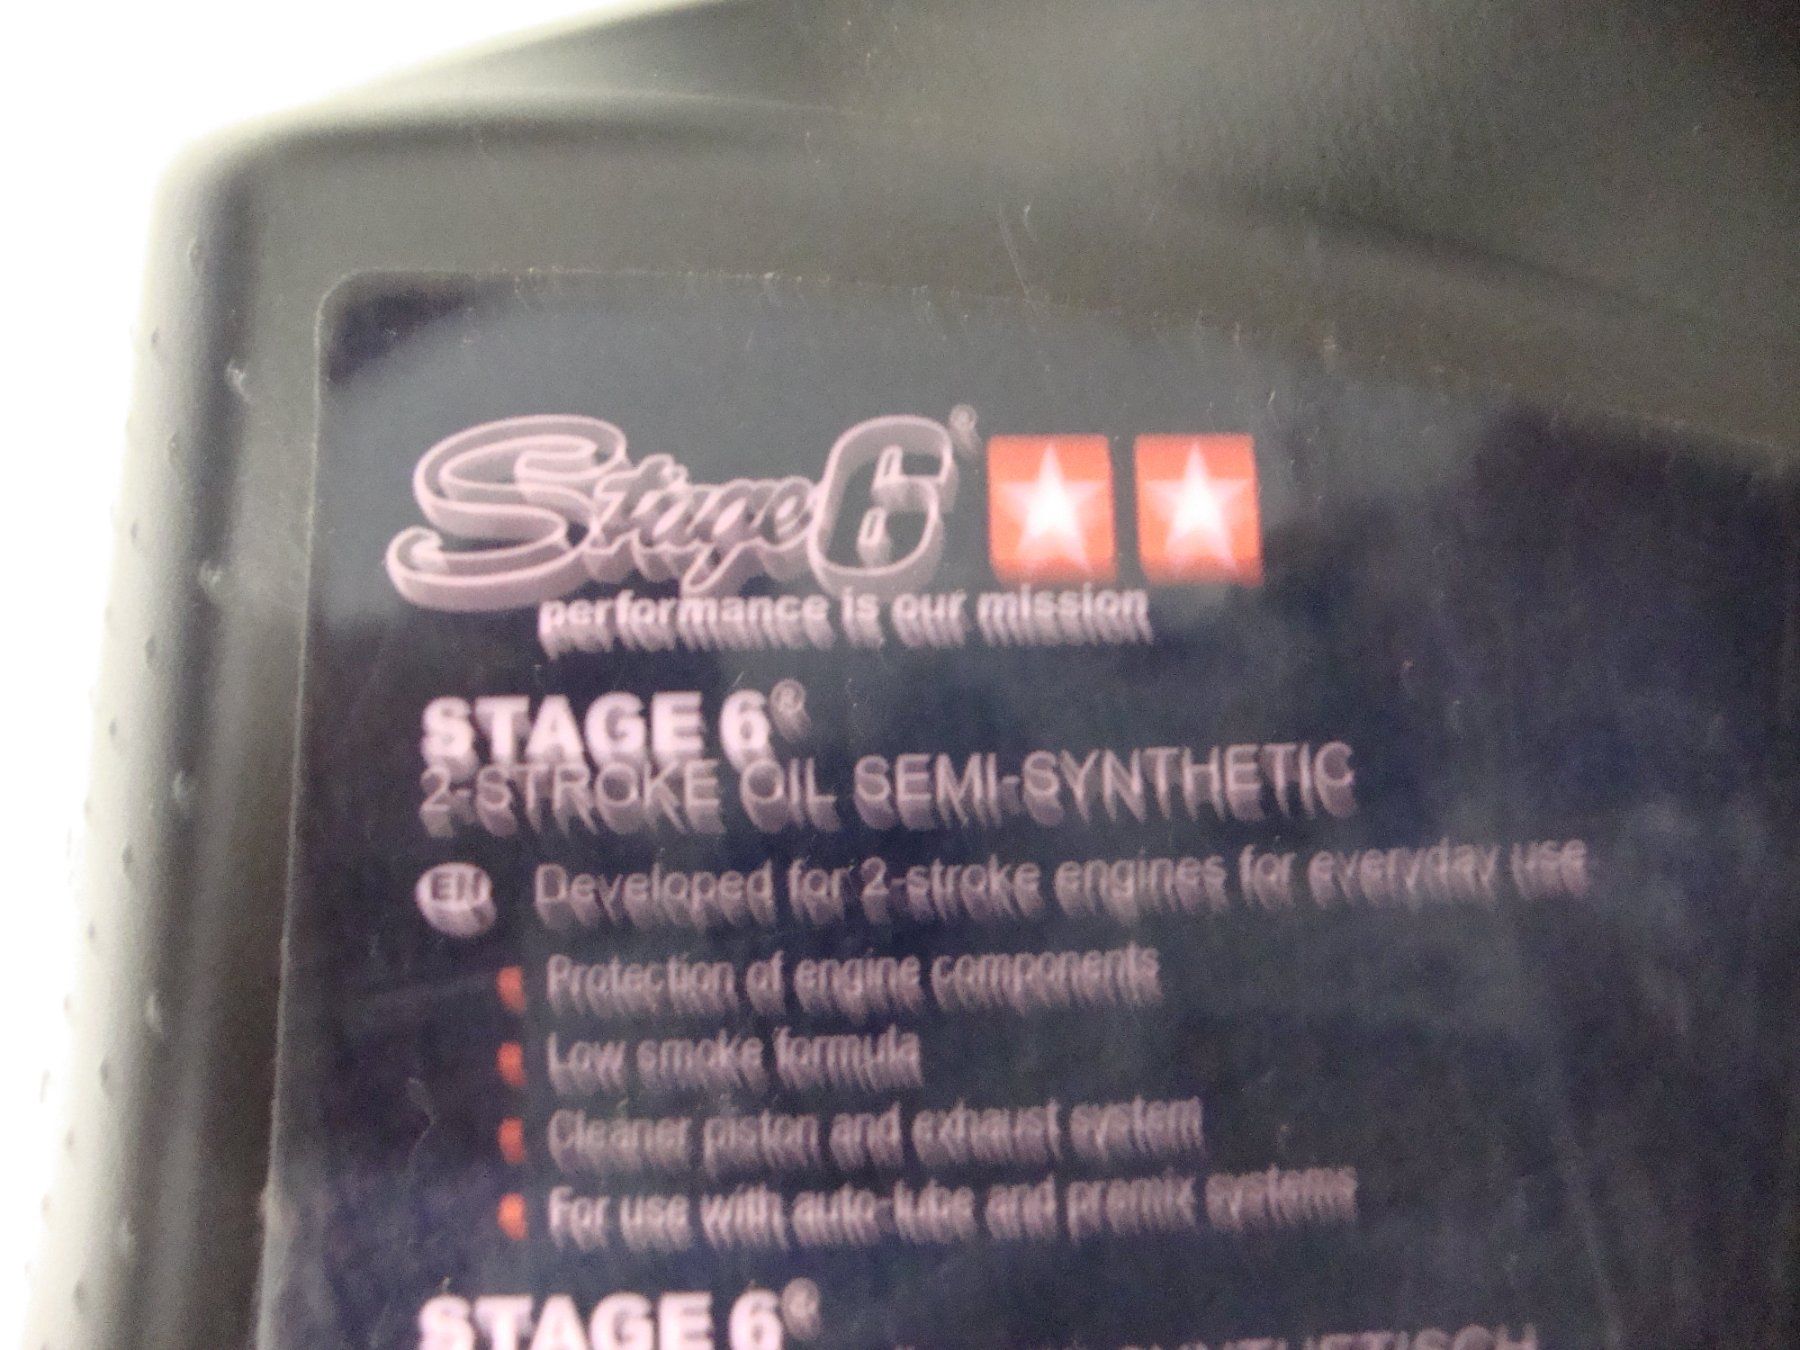 Stage6®
performance is our mission
STAGE 6®
2-STROKE OIL SEMI-SYNTHETIC
EN Developed for 2-stroke engines for everyday use
Protection of engine components
Low smoke formula
Cleaner piston and exhaust system
For use with auto-lube and premix systems
STAGE 6®